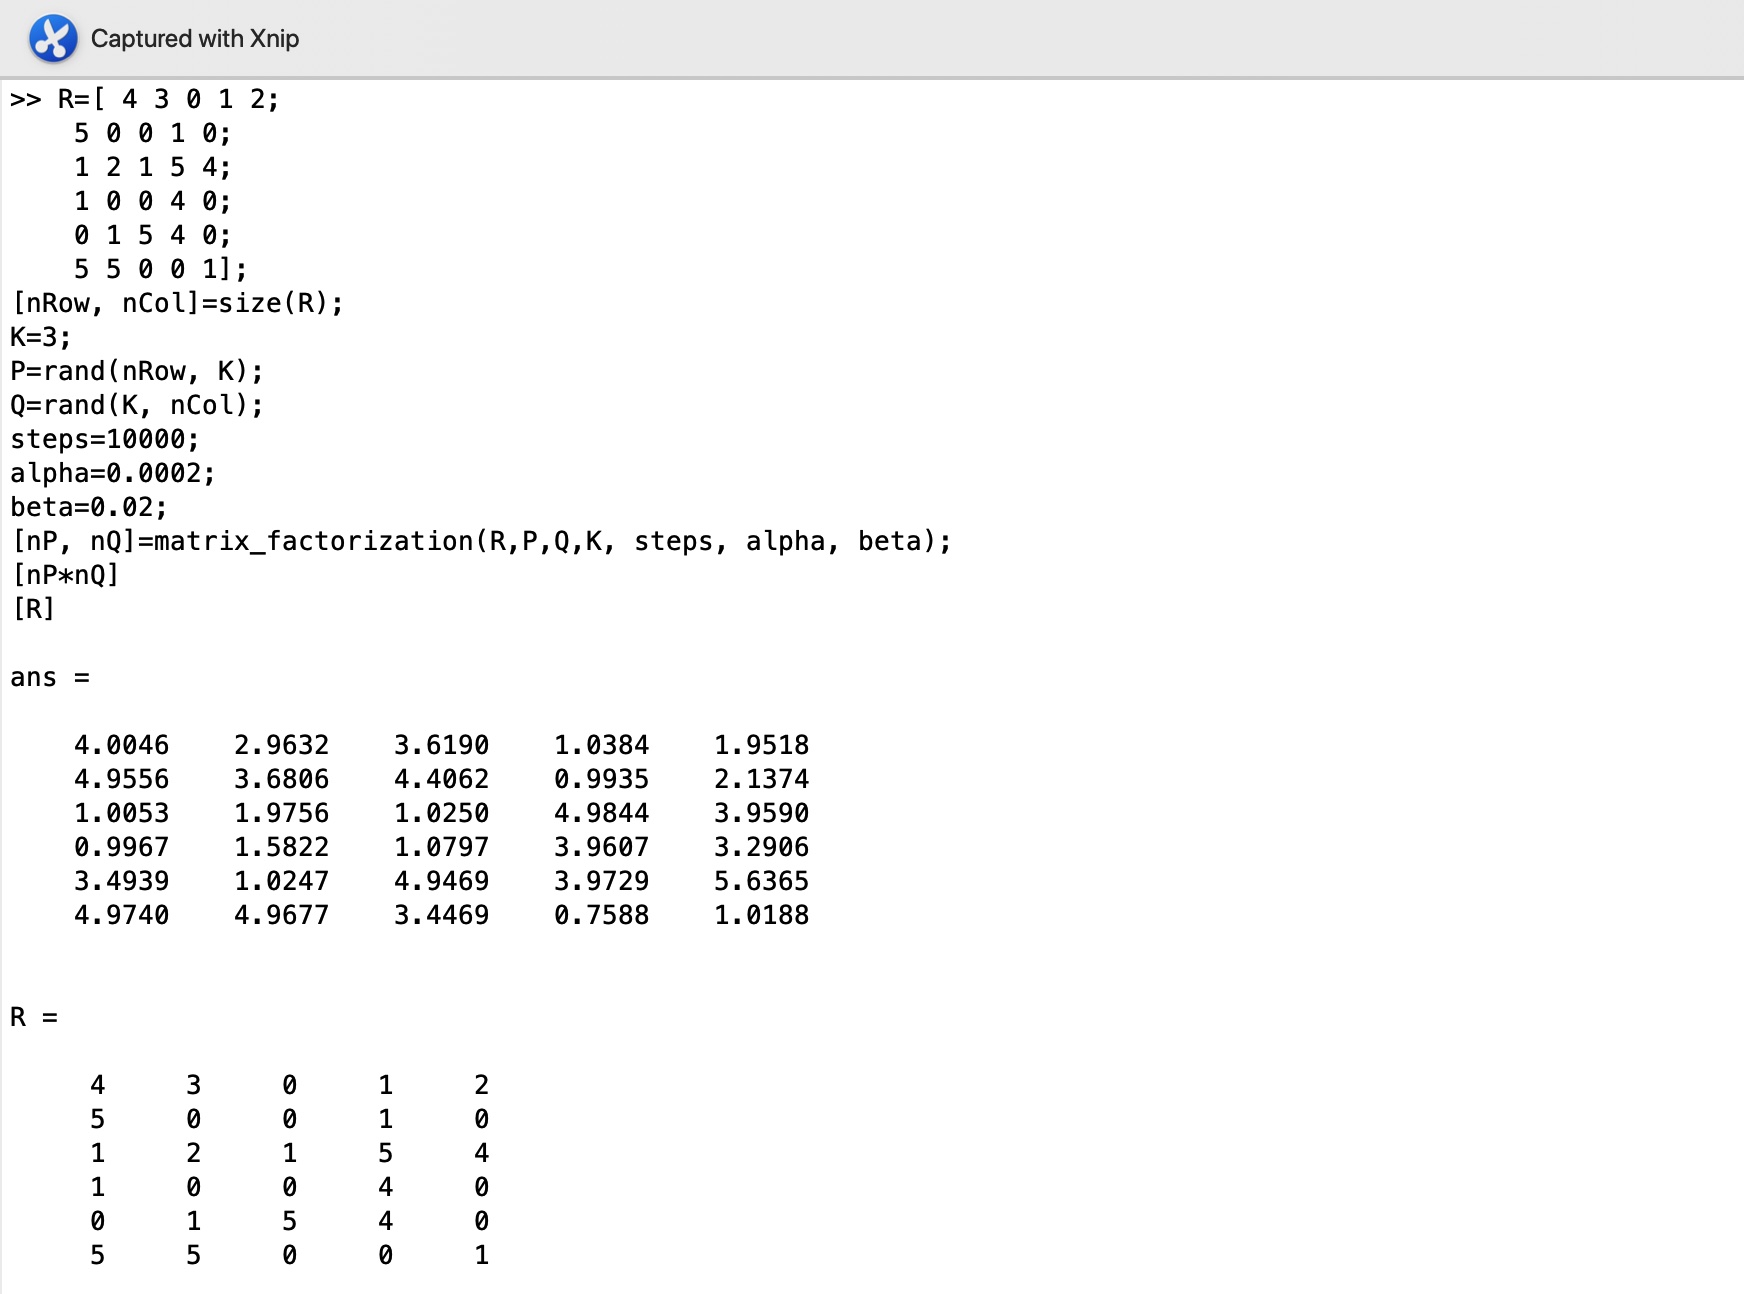 Captured with Xnip
>> R=[ 4 3 0 1 2;
5 0 0 1 0;
1 2 1 5 4;
1 0 0 4 0;
0 1 5 4 0;
5 5 0 0 1];
[nRow, nCol]=size(R);
K=3;
P=rand(nRow, K);
Q=rand(K, nCol);
steps=10000;
alpha=0.0002;
beta=0.02;
[nP, nQ]=matrix_factorization(R,P,Q,K, steps, alpha, beta);
[nP*nQ]
[R]
ans =
4.0046 2.9632 3.6190 1.0384 1.9518
4.9556 3.6806 4.4062 0.9935 2.1374
1.0053 1.9756 1.0250 4.9844 3.9590
0.9967 1.5822 1.0797 3.9607 3.2906
3.4939 1.0247 4.9469 3.9729 5.6365
4.9740 4.9677 3.4469 0.7588 1.0188
R =
4 3 0 1 2
5 0 0 1 0
1 2 1 5 4
1 0 0 4 0
0 1 5 4 0
5 5 0 0 1